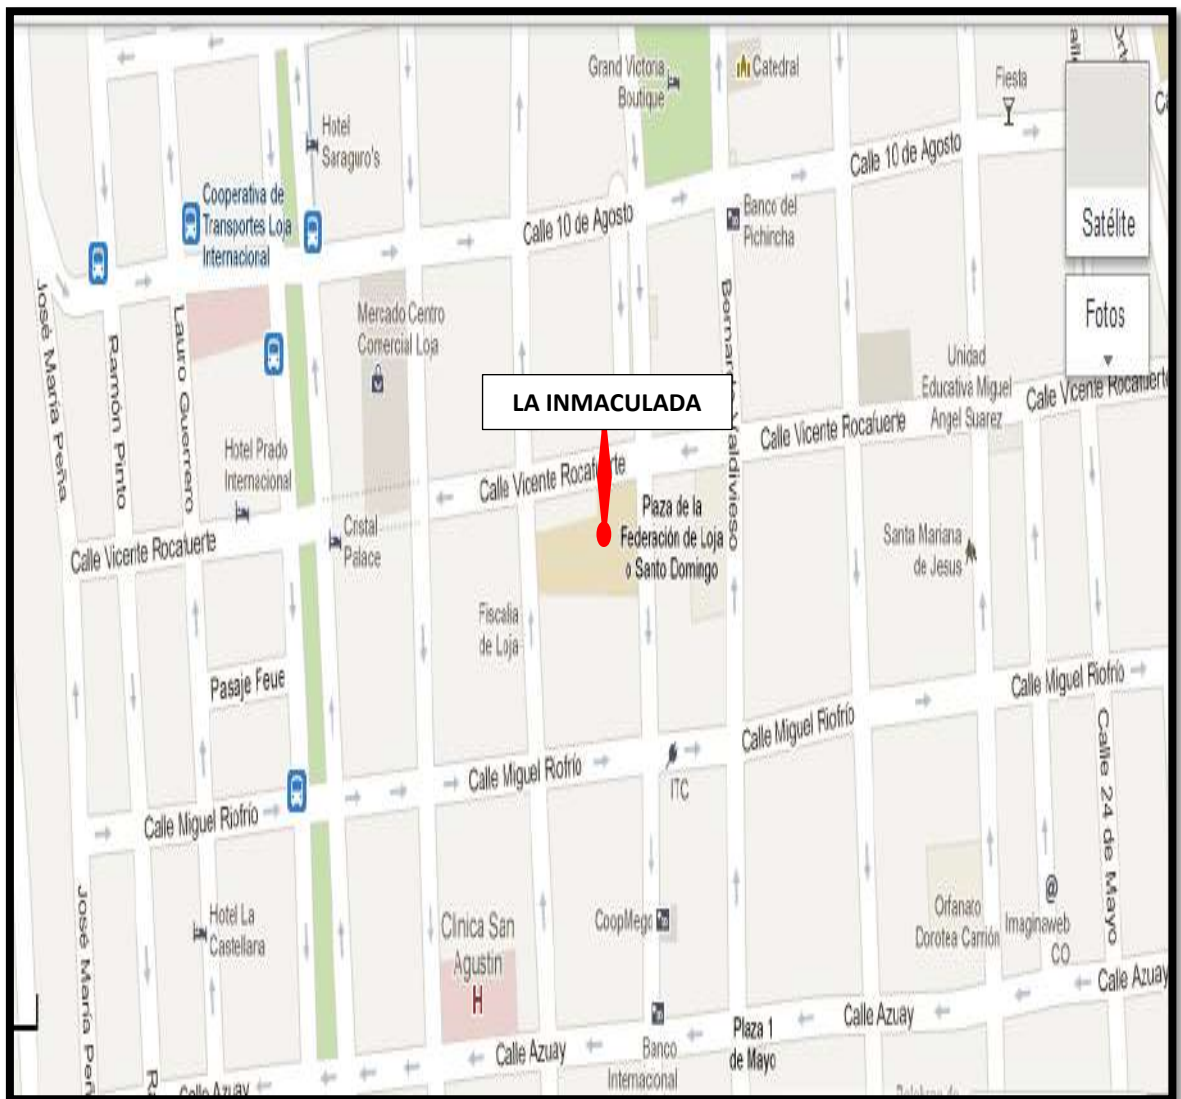 Grand Victoria
Boutique
Catedral
Fiesta
Hotel
Saraguro's
Calle 10 de Agosto
Satélite
Cooperativa de
Transportes Loja
Internacional
Calle 10 de Agosto
Banco del
Pichincha
Fotos
José María Peña
Ramón Pinto
Lauro Guerrero
Mercado Centro
Comercial Loja
Bernardo Valdivieso
Unidad
Educativa Miguel
Angel Suarez
Calle Vicente Rocafuerte
LA INMACULADA
Calle Vicente Rocafuerte
Hotel Prado
Internacional
Calle Vicente Rocafuerte
Plaza de la
Federación de Loja
o Santo Domingo
Cristal
Palace
Santa Mariana
de Jesus
Calle Vicente Rocafuerte
Fiscalia
de Loja
Pasaje Feue
Calle Miguel Riofrío
Calle Miguel Riofrío
ITC
Calle Miguel Riofrío
Calle Miguel Riofrío
Calle 24 de Mayo
José María Peñ
Hotel La
Castellana
Clinica San
Agustin
H
CoopMego
Orfanato
Dorotea Carrión
@
Imaginaweb
CO
Calle Azuay
Calle Azuay
Plaza 1
de Mayo
Calle Azuay
Banco
Internacional
Calle Azuay